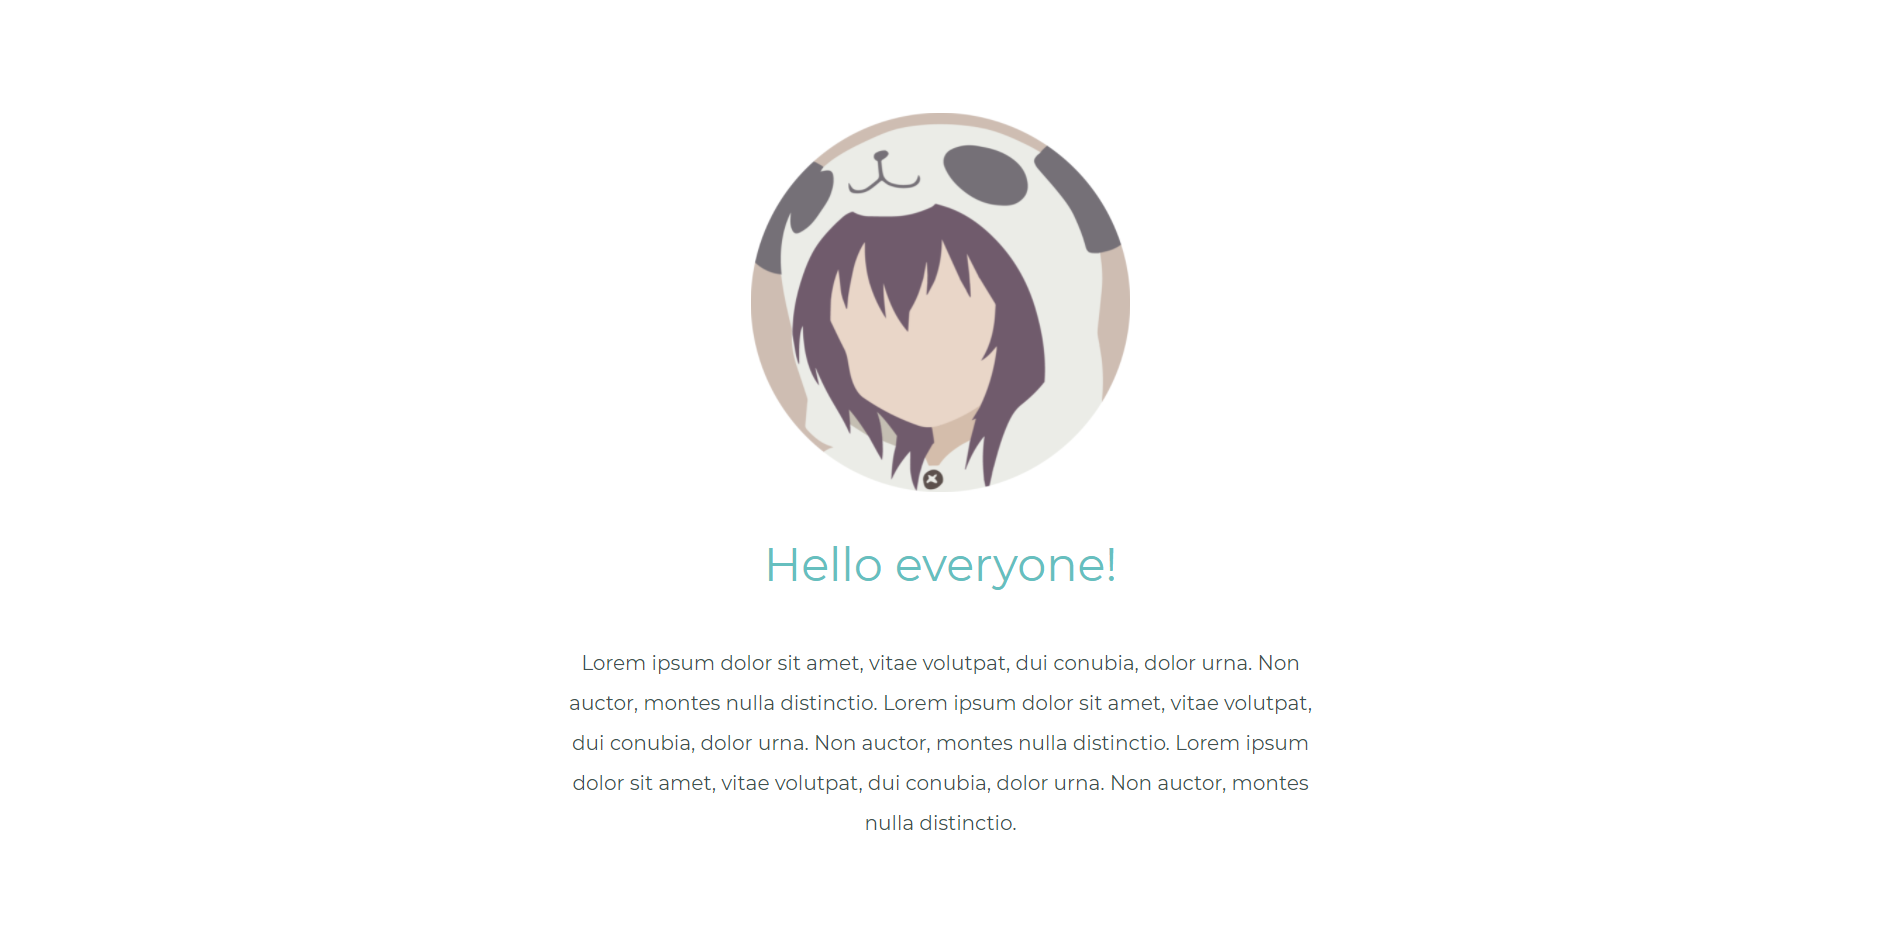 Hello everyone!
Lorem ipsum dolor sit amet, vitae volutpat, dui conubia, dolor urna. Non
auctor, montes nulla distinctio. Lorem ipsum dolor sit amet, vitae volutpat,
dui conubia, dolor urna. Non auctor, montes nulla distinctio. Lorem ipsum
dolor sit amet, vitae volutpat, dui conubia, dolor urna. Non auctor, montes
nulla distinctio.